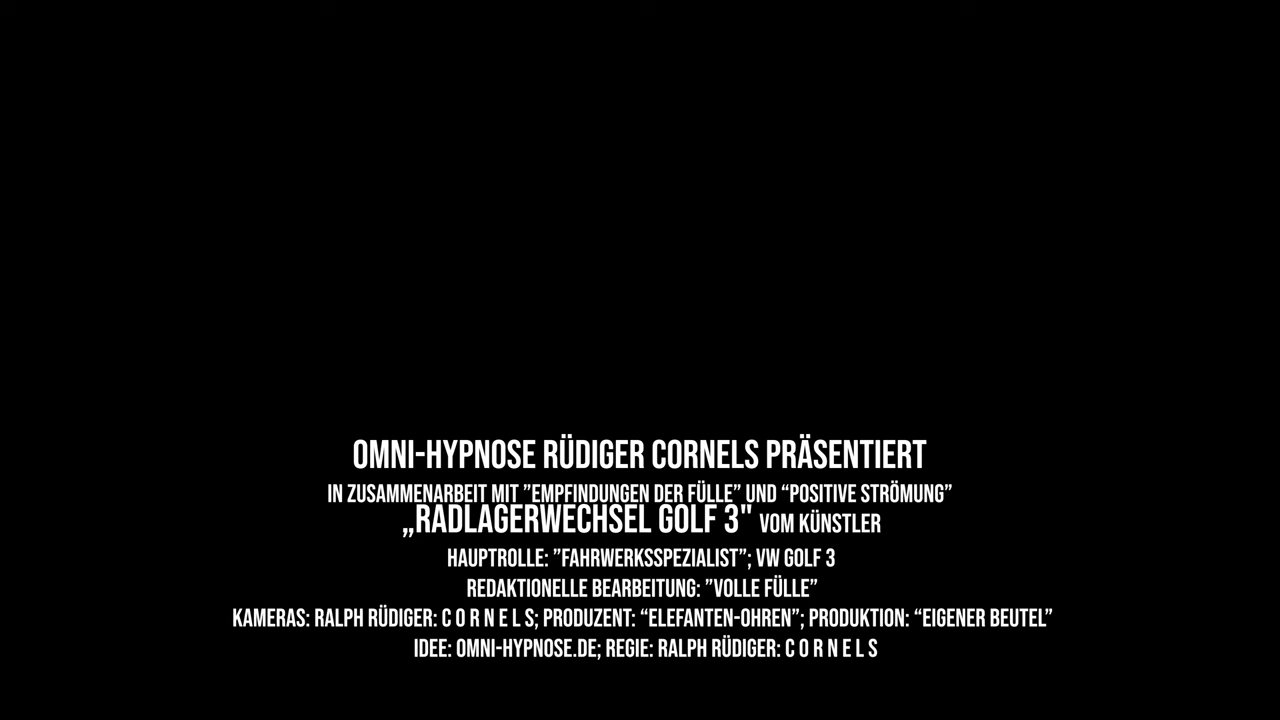 OMNI-HYPNOSE RÜDIGER CORNELS PRÄSENTIERT
IN ZUSAMMENARBEIT MIT ”EMPFINDUNGEN DER FÜLLE” UND “POSITIVE STRÖMUNG”
„RADLAGERWECHSEL GOLF 3" VOM KÜNSTLER
HAUPTROLLE: ”FAHRWERKSSPEZIALIST”; VW GOLF 3
REDAKTIONELLE BEARBEITUNG: ”VOLLE FÜLLE”
KAMERAS: RALPH RÜDIGER: C O R N E L S; PRODUZENT: “ELEFANTEN-OHREN”; PRODUKTION: “EIGENER BEUTEL”
IDEE: OMNI-HYPNOSE.DE; REGIE: RALPH RÜDIGER: C O R N E L S